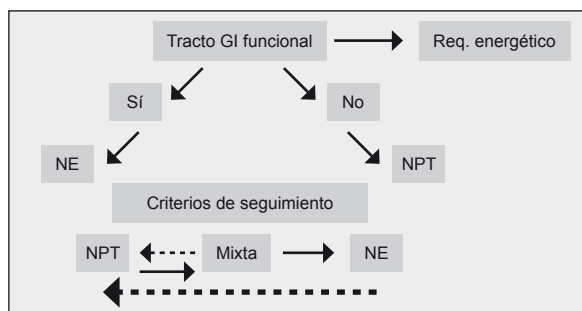 Tracto GI funcional
Req. energético
Sí
No
NE
NPT
Criterios de seguimiento
NPT
Mixta
NE